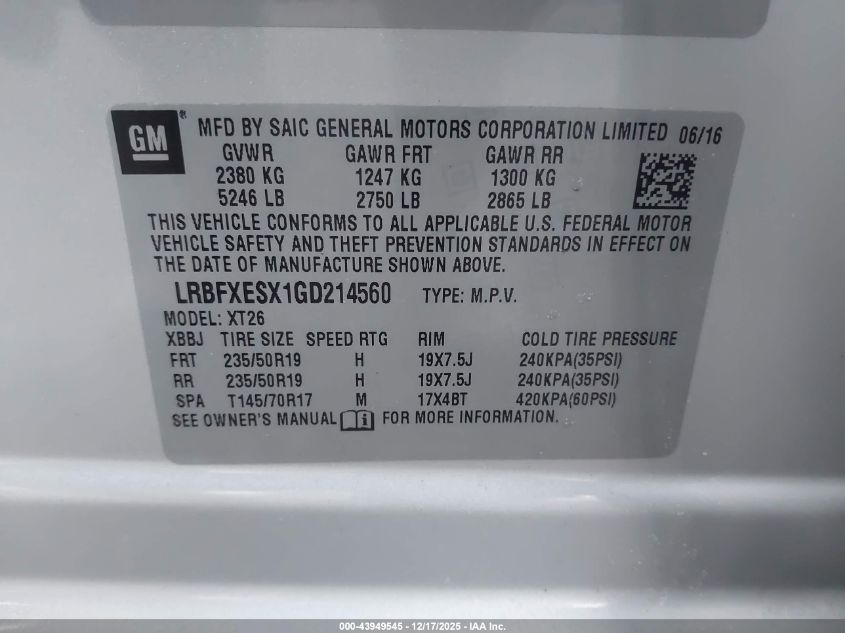 GM® MFD BY SAIC GENERAL MOTORS CORPORATION LIMITED 06/16
GVWR GAWR FRT GAWR RR
2380 KG 1247 KG 1300 KG
5246 LB 2750 LB 2865 LB
THIS VEHICLE CONFORMS TO ALL APPLICABLE U.S. FEDERAL MOTOR
VEHICLE SAFETY AND THEFT PREVENTION STANDARDS IN EFFECT ON
THE DATE OF MANUFACTURE SHOWN ABOVE.
LRBFXESX1GD214560 TYPE: M.P.V.
MODEL: XT26
XBBJ TIRE SIZE SPEED RTG RIM COLD TIRE PRESSURE
FRT 235/50R19 H 19X7.5J 240KPA(35PSI)
RR 235/50R19 H 19X7.5J 240KPA(35PSI)
SPA T145/70R17 M 17X4BT 420KPA(60PSI)
SEE OWNER'S MANUAL i FOR MORE INFORMATION.
000-43949545 - 12/17/2025 - IAA Inc.